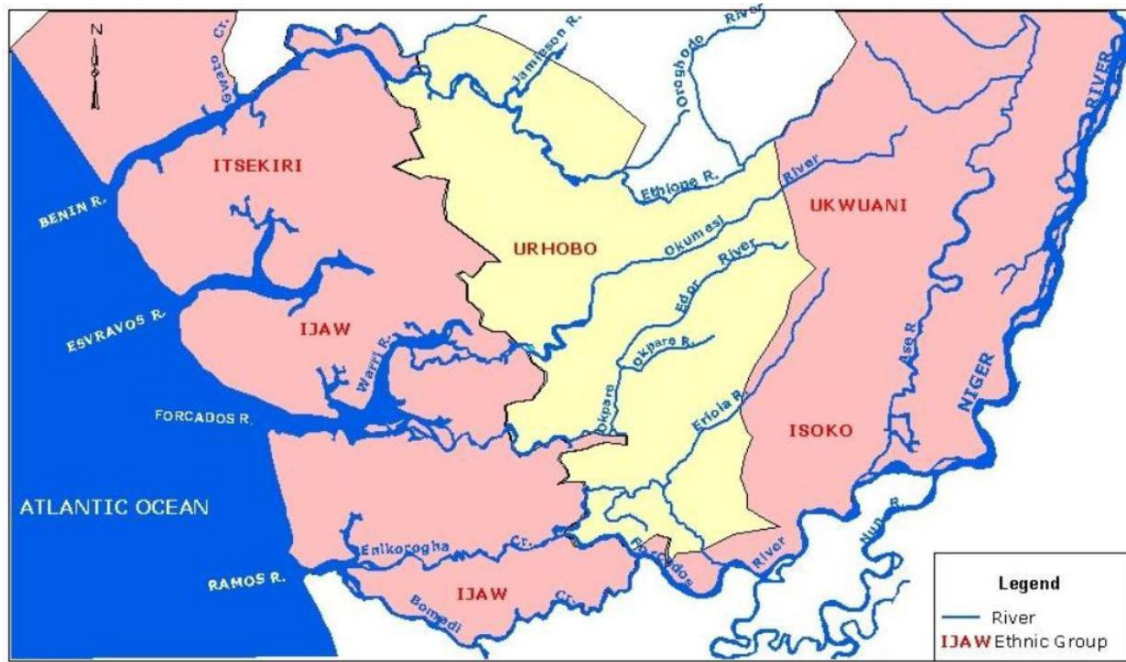 N
Gwato Cr.
Jamieson R.
Oroghodo River
RIVER
ITSEKIRI
BENIN R.
Ethiope R.
River
UKWUANI
URHOBO
Okumasi
Edor River
ESVRAVOS R.
IJAW
Warri R.
Okpare R.
Okpare
Ase R
NIGER
FORCADOS R.
Eriola R.
ISOKO
ATLANTIC OCEAN
Enikorogha Cr.
Forcados River
Nun R.
RAMOS R.
IJAW
Bomadi Cr.
Legend
River
IJAW Ethnic Group